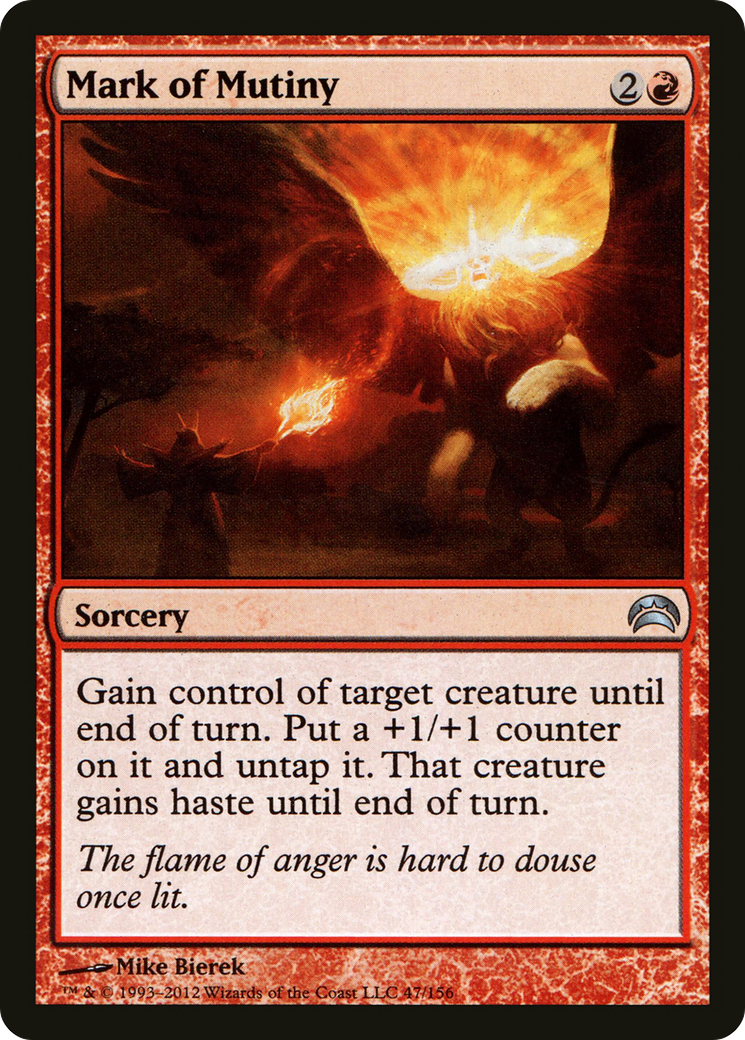 Mark of Mutiny
2
Sorcery
Gain control of target creature until
end of turn. Put a +1/+1 counter
on it and untap it. That creature
gains haste until end of turn.
The flame of anger is hard to douse
once lit.
Mike Bierek
™ & © 1993–2012 Wizards of the Coast LLC 47/156